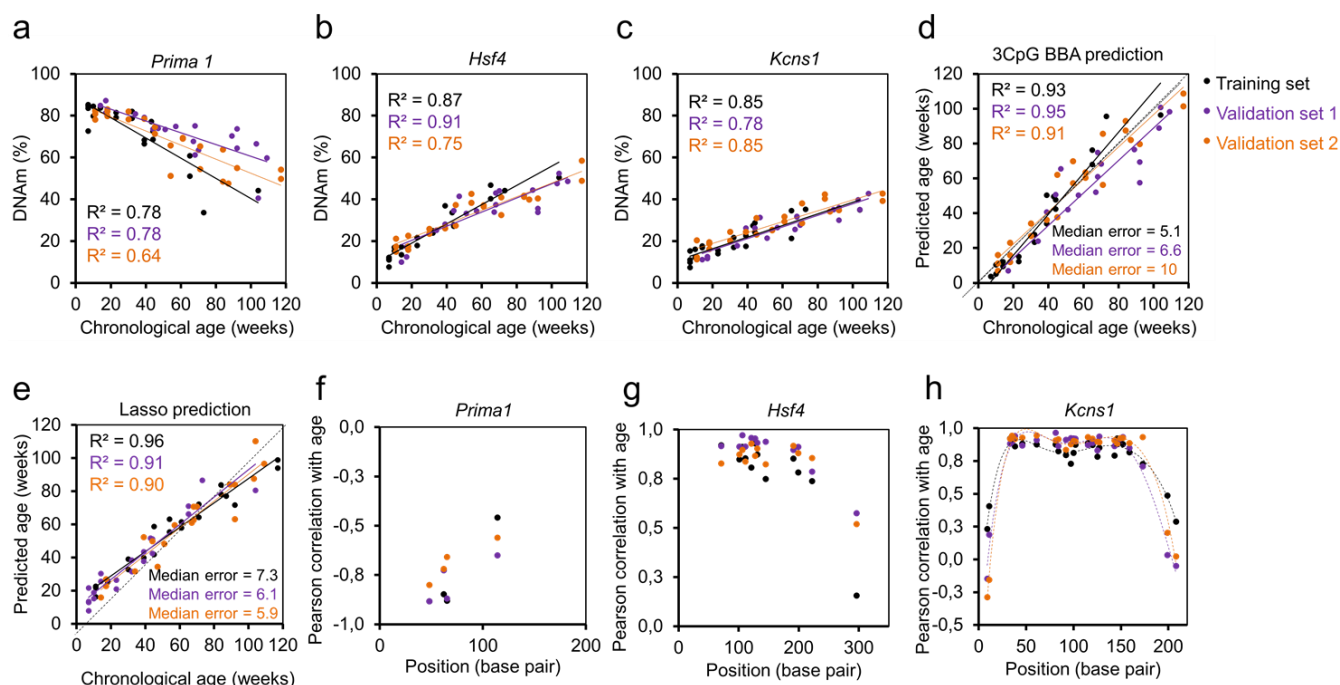 a
Prima 1
DNAm (%)
100
80
60
40
20
0
R² = 0.78
R² = 0.78
R² = 0.64
0 20 40 60 80 100 120
Chronological age (weeks)
b
Hsf4
DNAm (%)
100
80
60
40
20
0
R² = 0.87
R² = 0.91
R² = 0.75
0 20 40 60 80 100 120
Chronological age (weeks)
c
Kcns1
DNAm (%)
100
80
60
40
20
0
R² = 0.85
R² = 0.78
R² = 0.85
0 20 40 60 80 100 120
Chronological age (weeks)
d
3CpG BBA prediction
Predicted age (weeks)
120
100
80
60
40
20
0
R² = 0.93
R² = 0.95
R² = 0.91
Median error = 5.1
Median error = 6.6
Median error = 10
0 20 40 60 80 100 120
Chronological age (weeks)
Training set
Validation set 1
Validation set 2
e
Lasso prediction
Predicted age (weeks)
120
100
80
60
40
20
0
R² = 0.96
R² = 0.91
R² = 0.90
Median error = 7.3
Median error = 6.1
Median error = 5.9
0 20 40 60 80 100 120
Chronological age (weeks)
f
Prima1
Pearson correlation with age
0,0
-0,3
-0,5
-0,8
-1,0
0 100 200
Position (base pair)
g
Hsf4
Pearson correlation with age
1,0
0,8
0,5
0,3
0,0
0 100 200 300
Position (base pair)
h
Kcns1
Pearson correlation with age
1,0
0,8
0,5
0,3
0,0
-0,3
-0,5
0 50 100 150 200
Position (base pair)